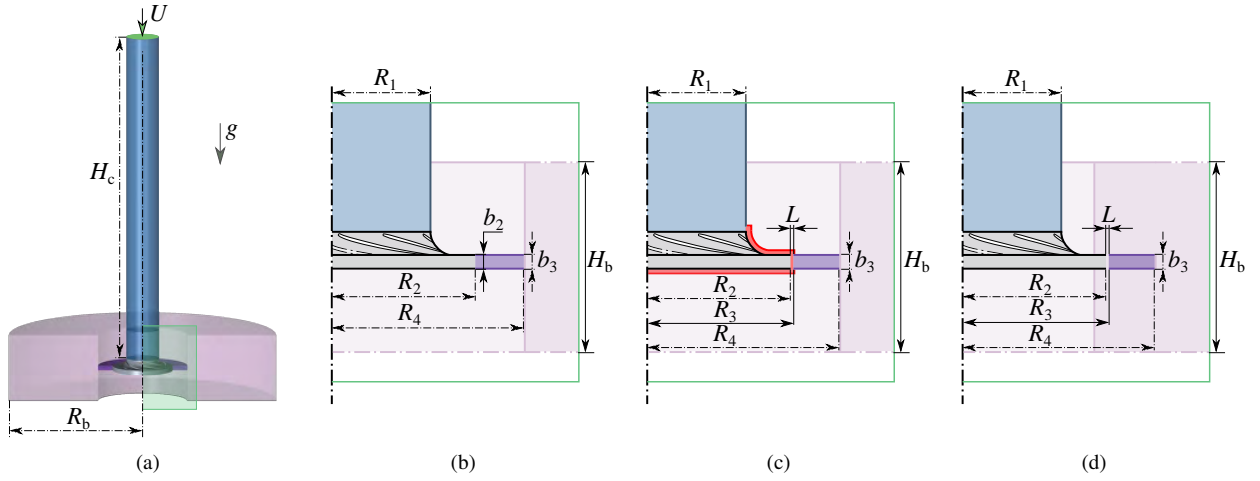 U
g
H_c
R_b
(a)
R_1
b_2
b_3
H_b
R_2
R_4
(b)
R_1
L
b_3
H_b
R_2
R_3
R_4
(c)
R_1
L
b_3
H_b
R_2
R_3
R_4
(d)